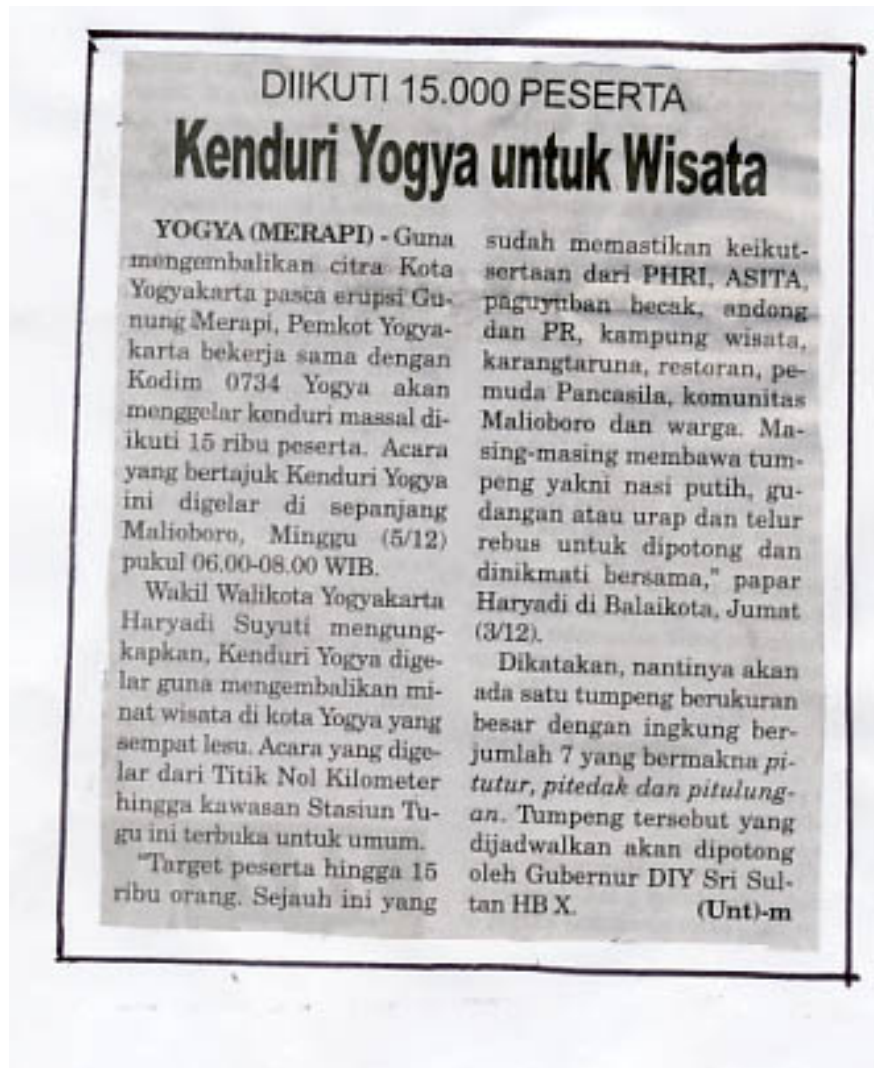 DIIKUTI 15.000 PESERTA
Kenduri Yogya untuk Wisata
YOGYA (MERAPI) - Guna
mengembalikan citra Kota
Yogyakarta pasca erupsi Gu-
nung Merapi, Pemkot Yogya-
karta bekerja sama dengan
Kodim 0734 Yogya akan
menggelar kenduri massal di-
ikuti 15 ribu peserta. Acara
yang bertajuk Kenduri Yogya
ini digelar di sepanjang
Malioboro, Minggu (5/12)
pukul 06.00-08.00 WIB.
Wakil Walikota Yogyakarta
Haryadi Suyuti mengung-
kapkan, Kenduri Yogya dige-
lar guna mengembalikan mi-
nat wisata di kota Yogya yang
sempat lesu. Acara yang dige-
lar dari Titik Nol Kilometer
hingga kawasan Stasiun Tu-
gu ini terbuka untuk umum.
"Target peserta hingga 15
ribu orang. Sejauh ini yang
sudah memastikan keikut-
sertaan dari PHRI, ASITA,
paguyuban becak, andong
dan PR, kampung wisata,
karangtaruna, restoran, pe-
muda Pancasila, komunitas
Malioboro dan warga. Ma-
sing-masing membawa tum-
peng yakni nasi putih, gu-
dangan atau urap dan telur
rebus untuk dipotong dan
dinikmati bersama," papar
Haryadi di Balaikota, Jumat
(3/12).
Dikatakan, nantinya akan
ada satu tumpeng berukuran
besar dengan ingkung ber-
jumlah 7 yang bermakna pi-
tutur, pitedak dan pitulung-
an. Tumpeng tersebut yang
dijadwalkan akan dipotong
oleh Gubernur DIY Sri Sul-
tan HB X. (Unt)-m